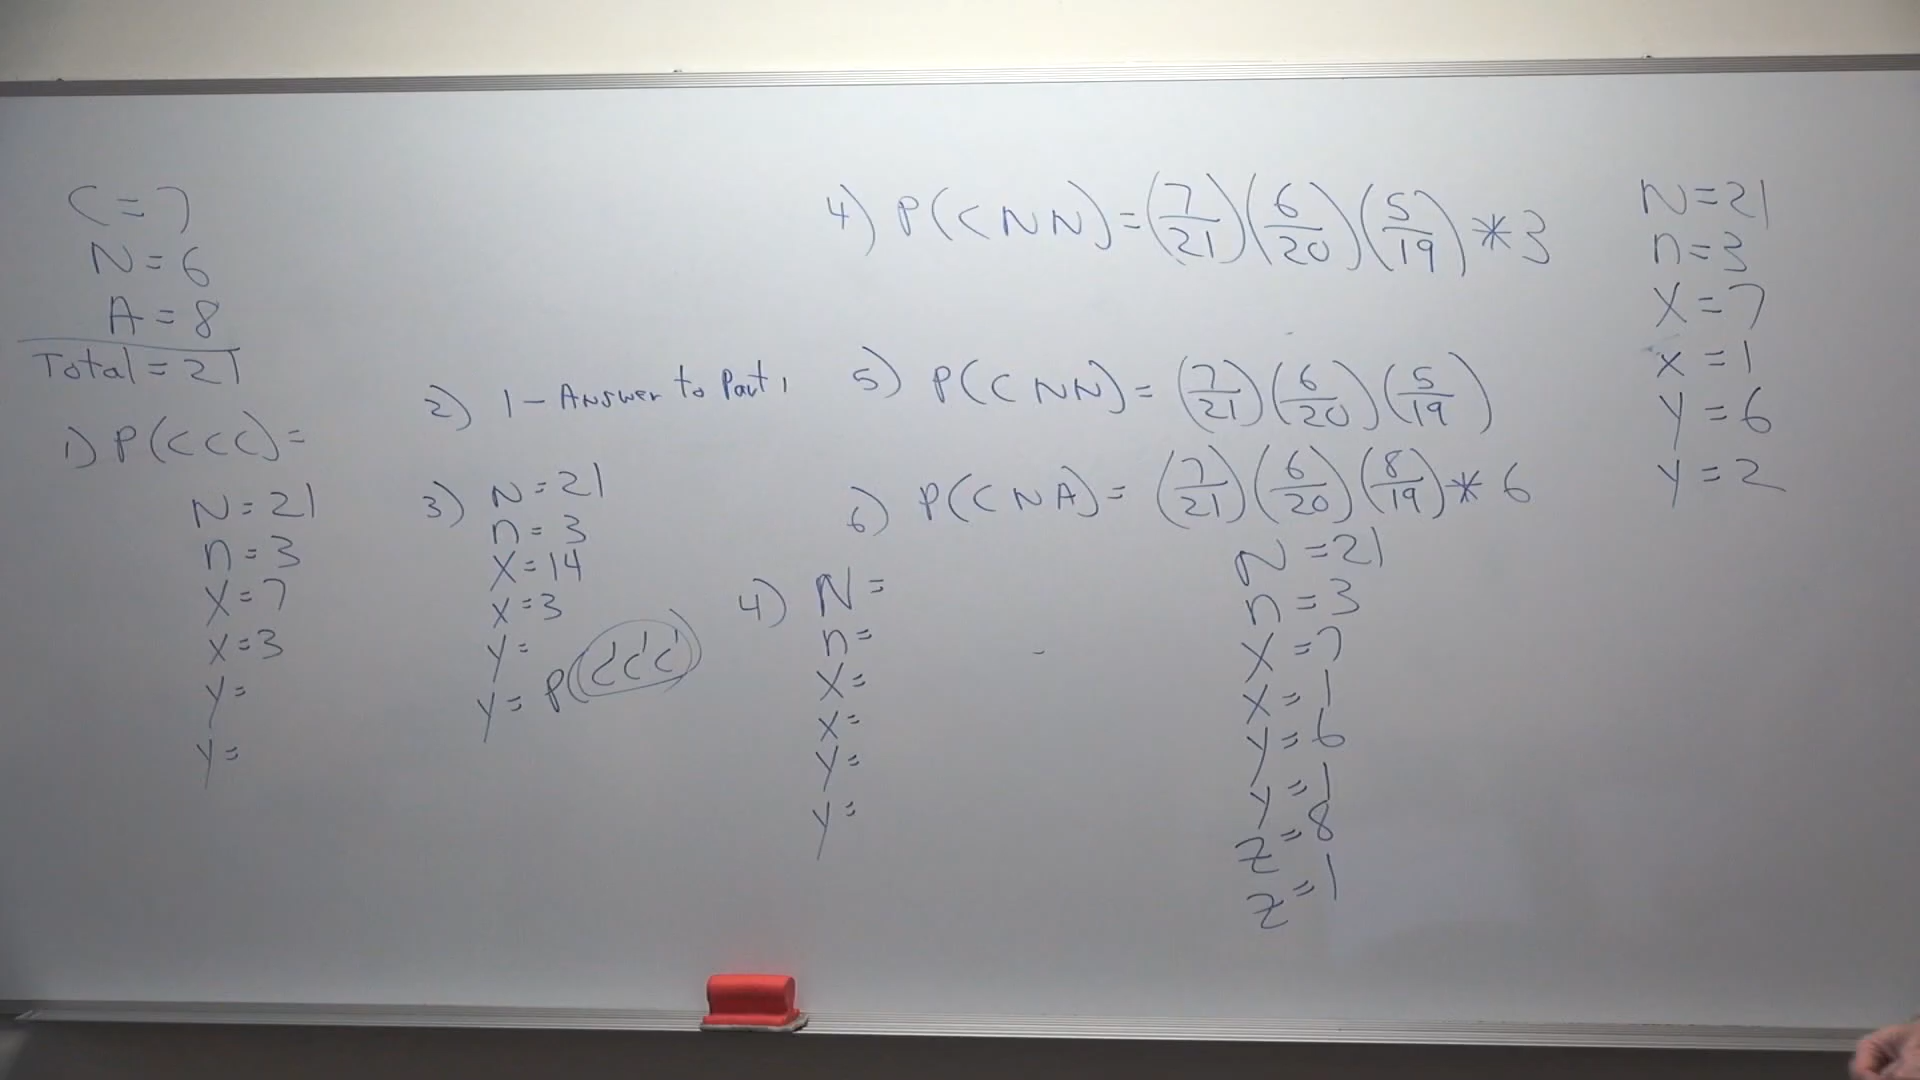 C=7
N=6
A=8
Total=21
1) P(CCC)=
N=21
n=3
X=7
x=3
Y=
y=
2) 1-Answer to Part 1
3) N=21
n=3
X=14
x=3
Y=
y=
P(C'C'C')
4) P(CNN)=(7/21)(6/20)(5/19)*3
5) P(CNN)=(7/21)(6/20)(5/19)
6) P(CNA)=(7/21)(6/20)(8/19)*6
4) N=
n=
X=
x=
Y=
y=
N=21
n=3
X=7
x=1
Y=6
y=1
Z=8
z=1
N=21
n=3
X=7
x=1
Y=6
y=2